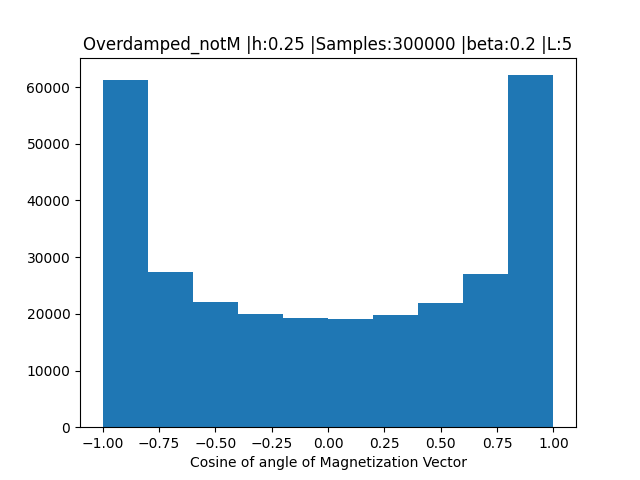 Overdamped_notM |h:0.25 |Samples:300000 |beta:0.2 |L:5
60000
50000
40000
30000
20000
10000
0
−1.00 −0.75 −0.50 −0.25 0.00 0.25 0.50 0.75 1.00
Cosine of angle of Magnetization Vector